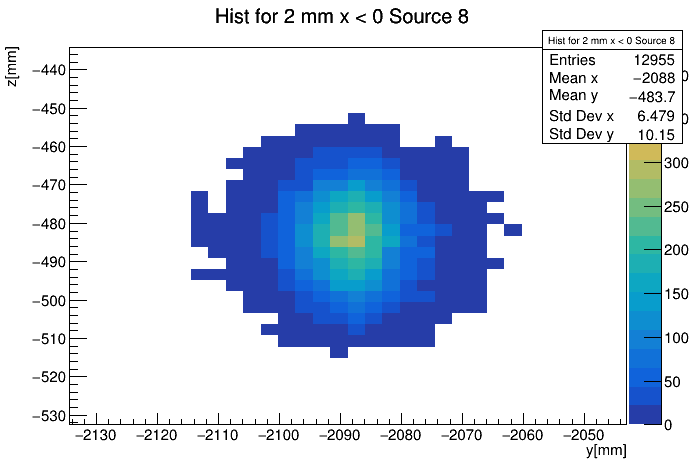 Hist for 2 mm x < 0 Source 8
Hist for 2 mm x < 0 Source 8
Entries 12955
Mean x −2088
Mean y −483.7
Std Dev x 6.479
Std Dev y 10.15
z[mm]
−440
−450
−460
−470
−480
−490
−500
−510
−520
−530
−2130 −2120 −2110 −2100 −2090 −2080 −2070 −2060 −2050
y[mm]
300
250
200
150
100
50
0